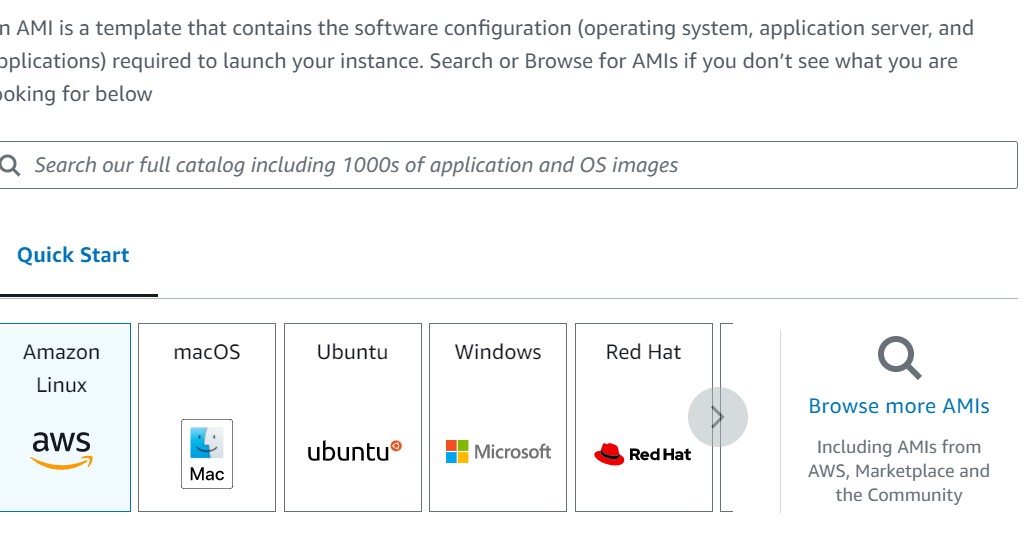 n AMI is a template that contains the software configuration (operating system, application server, and
pplications) required to launch your instance. Search or Browse for AMIs if you don’t see what you are
ooking for below
Search our full catalog including 1000s of application and OS images
Quick Start
Amazon
Linux
aws
macOS
Mac
Ubuntu
ubuntu
Windows
Microsoft
Red Hat
Red Hat
Browse more AMIs
Including AMIs from
AWS, Marketplace and
the Community